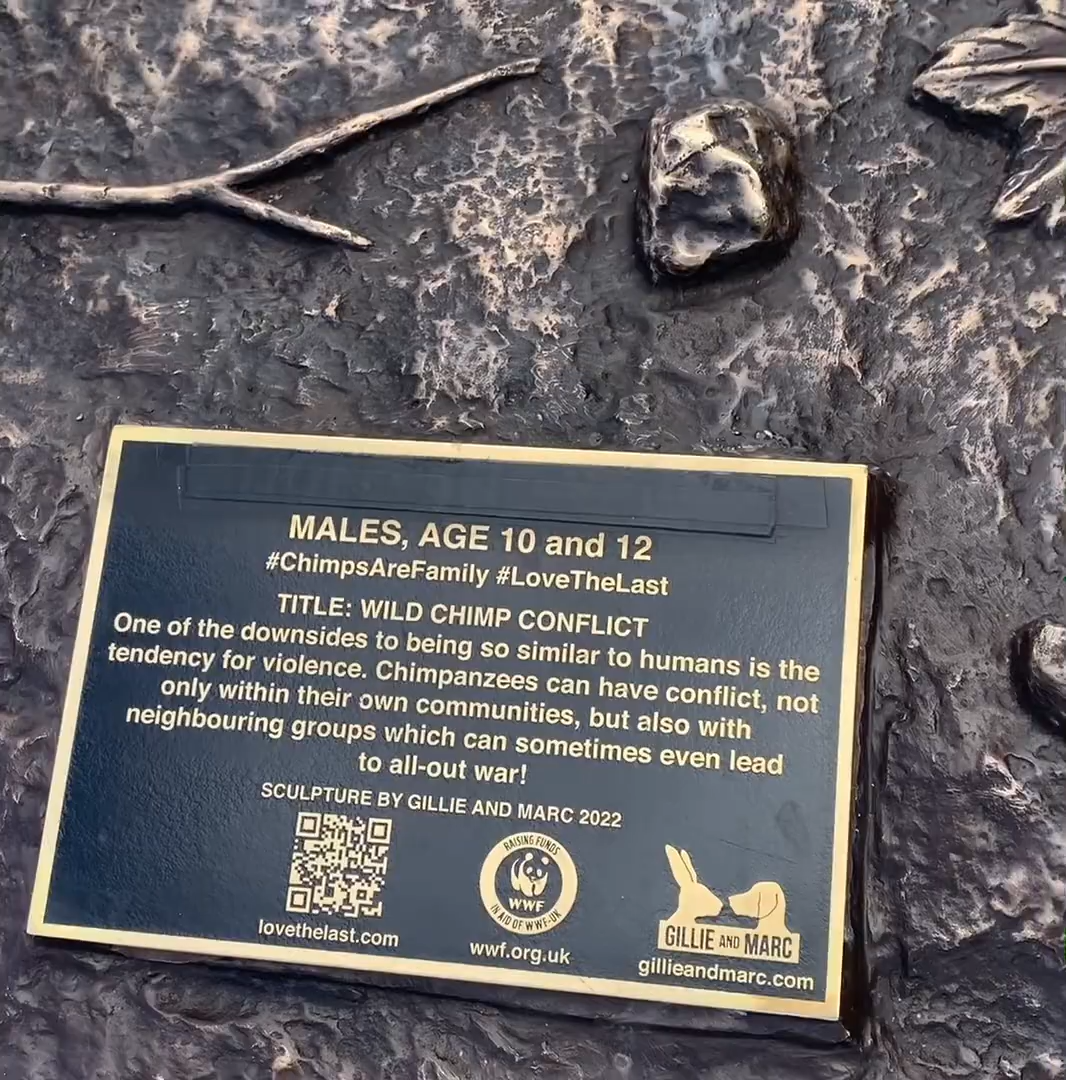 MALES, AGE 10 and 12
#ChimpsAreFamily #LoveTheLast
TITLE: WILD CHIMP CONFLICT
One of the downsides to being so similar to humans is the
tendency for violence. Chimpanzees can have conflict, not
only within their own communities, but also with
neighbouring groups which can sometimes even lead
to all-out war!
SCULPTURE BY GILLIE AND MARC 2022
RAISING FUNDS
WWF
IN AID OF WWF-UK
GILLIE AND MARC
lovethelast.com
wwf.org.uk
gillieandmarc.com